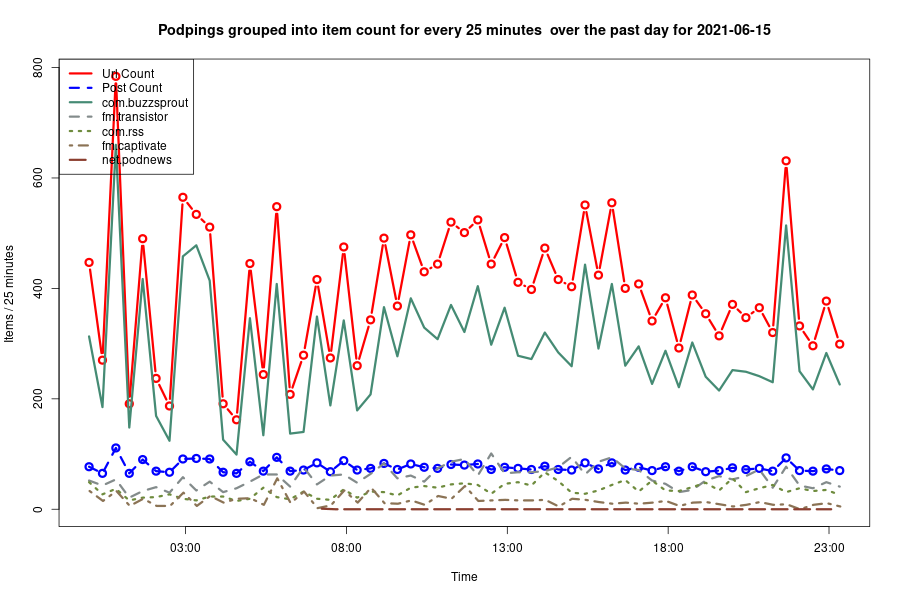 Podpings grouped into item count for every 25 minutes  over the past day for 2021-06-15
Url Count
Post Count
com.buzzsprout
fm.transistor
com.rss
fm.captivate
net.podnews
Items / 25 minutes
800
600
400
200
0
03:00
08:00
13:00
18:00
23:00
Time